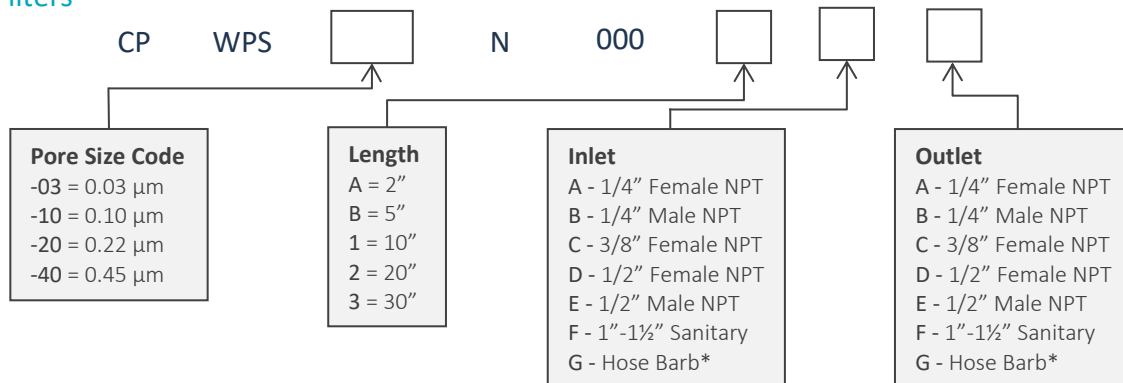 CP WPS N 000
Pore Size Code
-03 = 0.03 µm
-10 = 0.10 µm
-20 = 0.22 µm
-40 = 0.45 µm
Length
A = 2”
B = 5”
1 = 10”
2 = 20”
3 = 30”
Inlet
A - 1/4” Female NPT
B - 1/4” Male NPT
C - 3/8” Female NPT
D - 1/2” Female NPT
E - 1/2” Male NPT
F - 1”-1½” Sanitary
G - Hose Barb*
Outlet
A - 1/4” Female NPT
B - 1/4” Male NPT
C - 3/8” Female NPT
D - 1/2” Female NPT
E - 1/2” Male NPT
F - 1”-1½” Sanitary
G - Hose Barb*